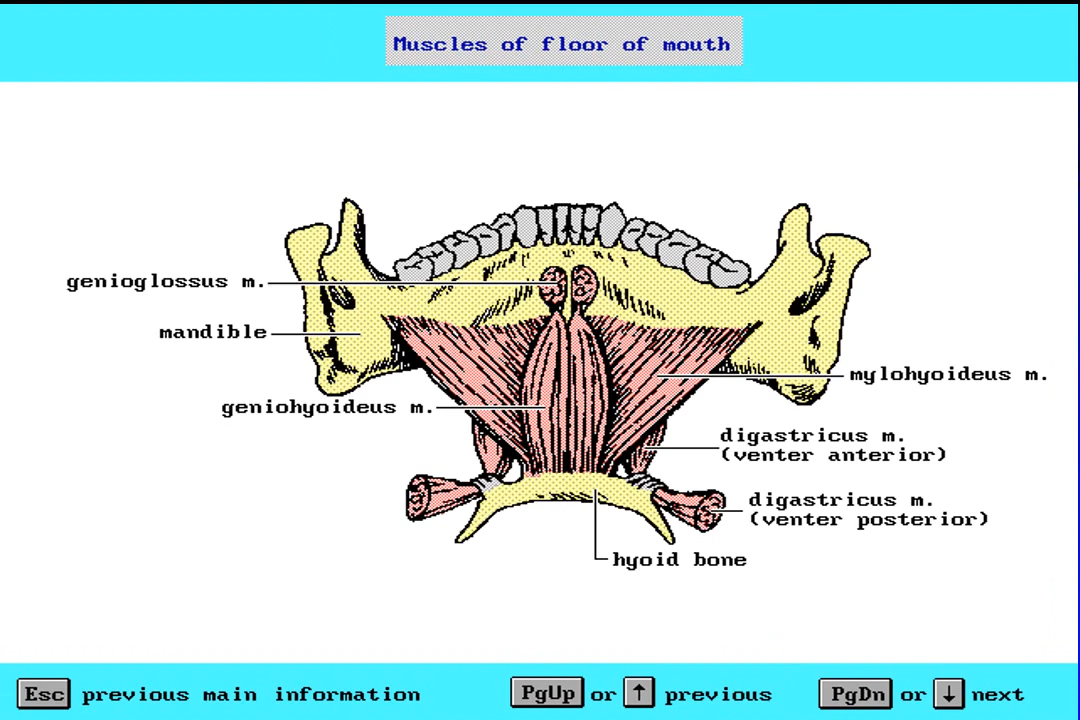 Muscles of floor of mouth
genioglossus m.
mandible
mylohyoideus m.
geniohyoideus m.
digastricus m.
(venter anterior)
digastricus m.
(venter posterior)
hyoid bone
Esc previous main information PgUp or ↑ previous PgDn or ↓ next